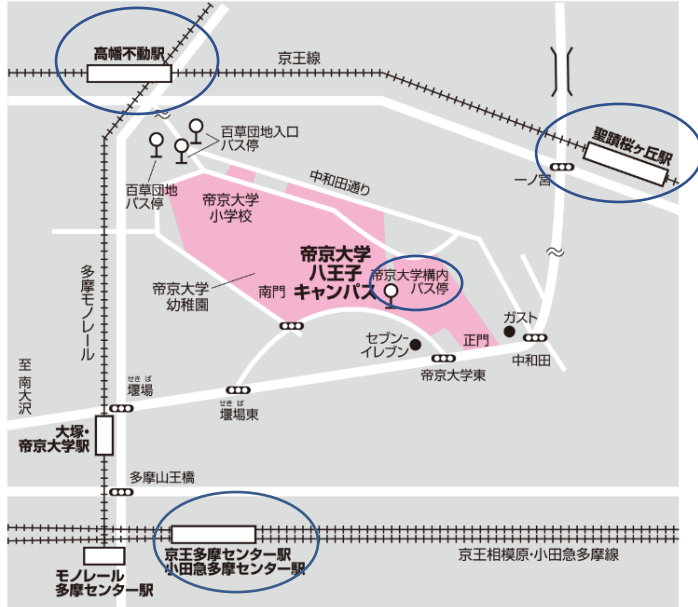 高幡不動駅
京王線
聖蹟桜ヶ丘駅
百草団地入口
バス停
百草団地
バス停
中和田通り
一ノ宮
帝京大学
小学校
帝京大学
八王子
キャンパス
帝京大学構内
バス停
帝京大学
幼稚園
南門
多摩モノレール
ガスト
セブン-
イレブン
正門
中和田
帝京大学東
至 南大沢
せき ば
堰場
せき ば
堰場東
大塚・
帝京大学駅
多摩山王橋
京王多摩センター駅
小田急多摩センター駅
京王相模原・小田急多摩線
モノレール
多摩センター駅